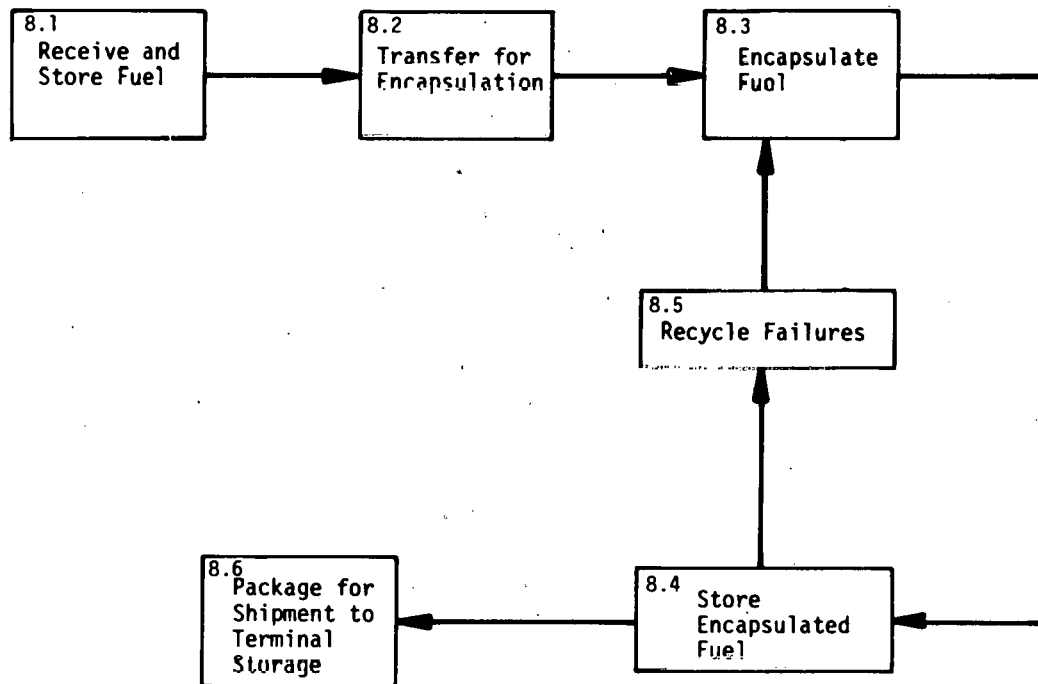 8.1
Receive and
Store Fuel
8.2
Transfer for
Encapsulation
8.3
Encapsulate
Fuel
8.5
Recycle Failures
8.4
Store
Encapsulated
Fuel
8.6
Package for
Shipment to
Terminal
Storage